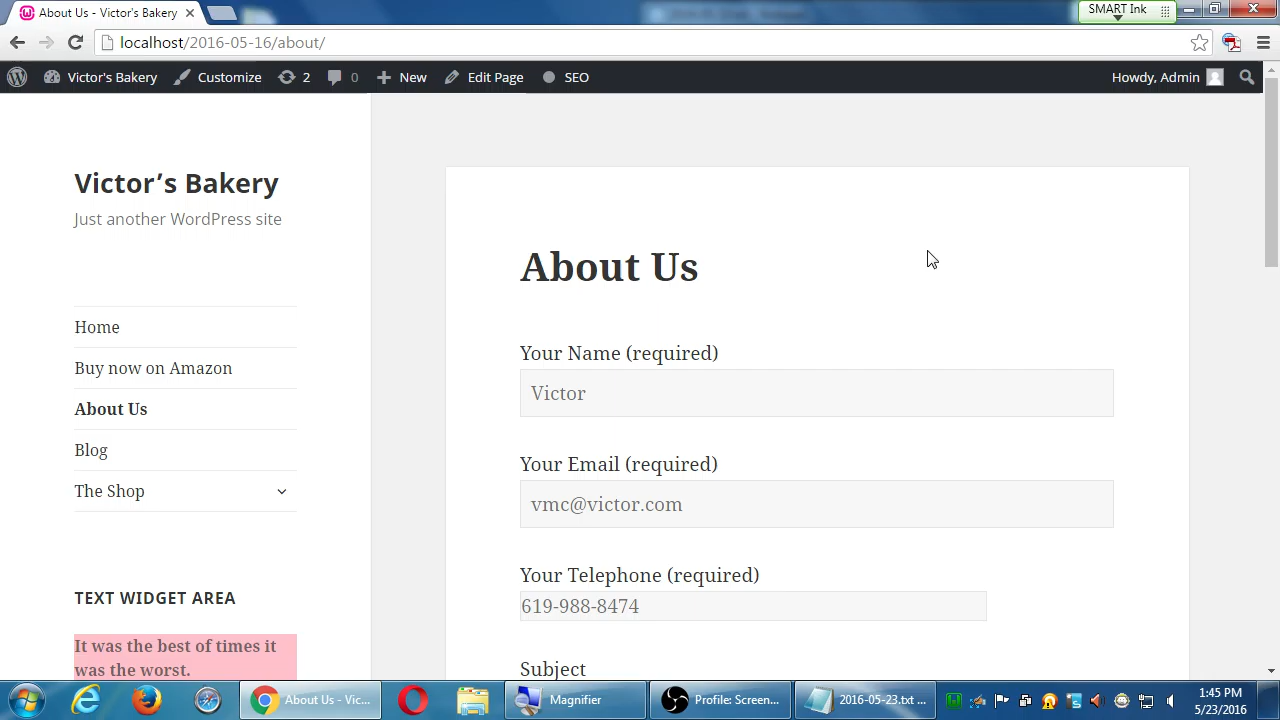 About Us - Victor's Bakery
SMART Ink
localhost/2016-05-16/about/
Victor's Bakery
Customize
2
0
New
Edit Page
SEO
Howdy, Admin
Victor's Bakery
Just another WordPress site
Home
Buy now on Amazon
About Us
Blog
The Shop
TEXT WIDGET AREA
It was the best of times it
was the worst.
About Us
Your Name (required)
Victor
Your Email (required)
vmc@victor.com
Your Telephone (required)
619-988-8474
Subject
About Us - Vic...
Magnifier
Profile: Screen...
2016-05-23.txt ...
1:45 PM
5/23/2016